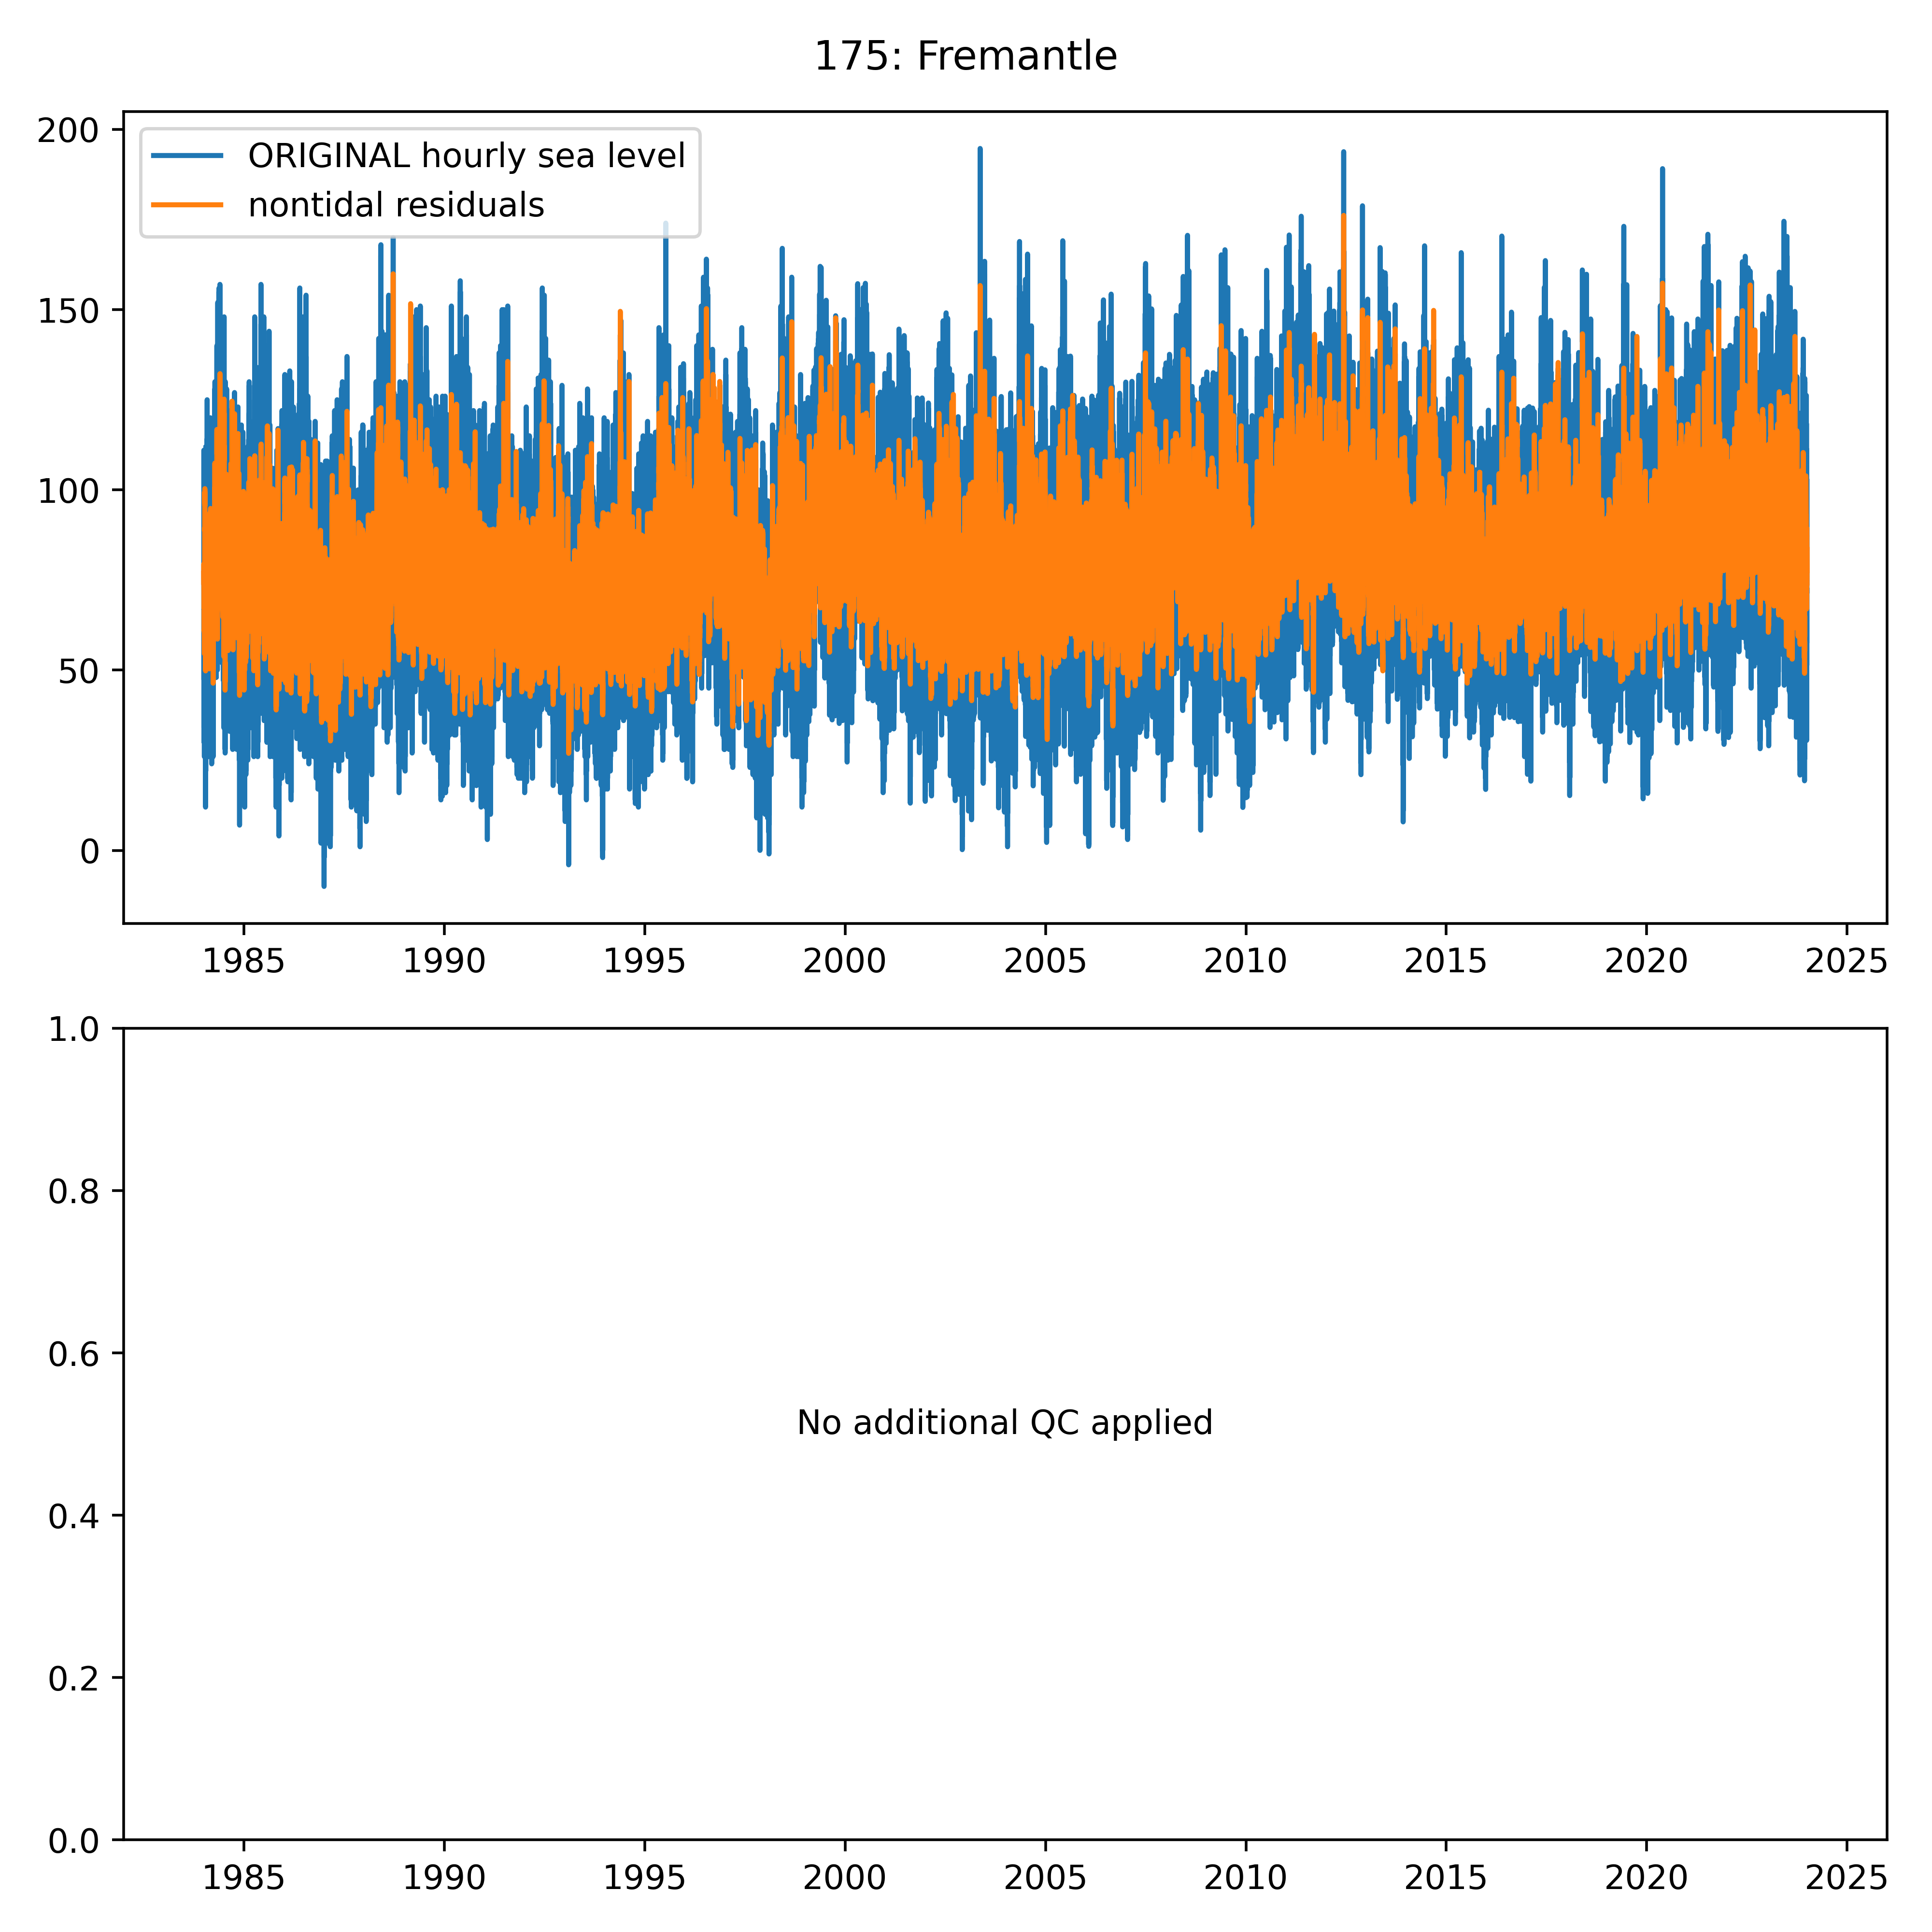 175: Fremantle
200
150
100
50
0
ORIGINAL hourly sea level
nontidal residuals
1985 1990 1995 2000 2005 2010 2015 2020 2025
1.0
0.8
0.6
0.4
0.2
0.0
No additional QC applied
1985 1990 1995 2000 2005 2010 2015 2020 2025